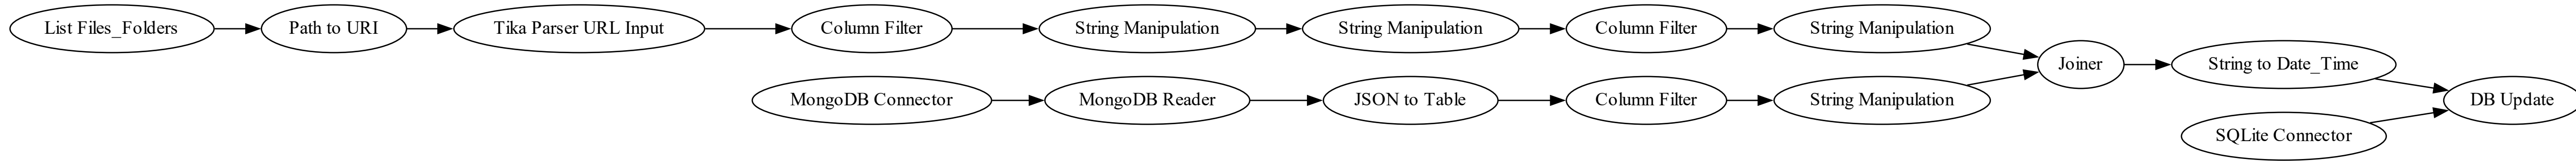 List Files_Folders
Path to URI
Tika Parser URL Input
Column Filter
String Manipulation
String Manipulation
Column Filter
String Manipulation
MongoDB Connector
MongoDB Reader
JSON to Table
Column Filter
String Manipulation
Joiner
String to Date_Time
SQLite Connector
DB Update